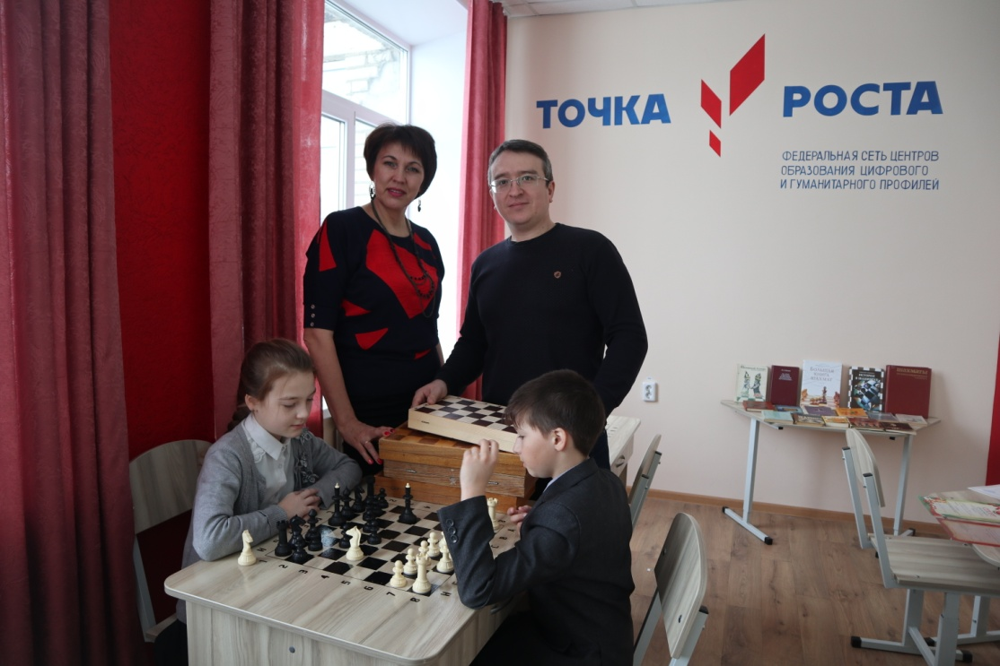 ТОЧКА РОСТА
ФЕДЕРАЛЬНАЯ СЕТЬ ЦЕНТРОВ
ОБРАЗОВАНИЯ ЦИФРОВОГО
И ГУМАНИТАРНОГО ПРОФИЛЕЙ